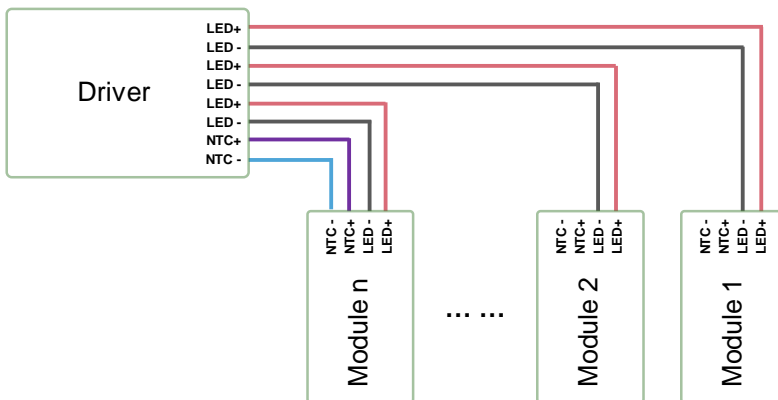 LED+
LED -
LED+
LED -
LED+
LED -
NTC+
NTC -
Driver
NTC -
NTC+
LED -
LED+
Module n
... ...
NTC -
NTC+
LED -
LED+
Module 2
NTC -
NTC+
LED -
LED+
Module 1